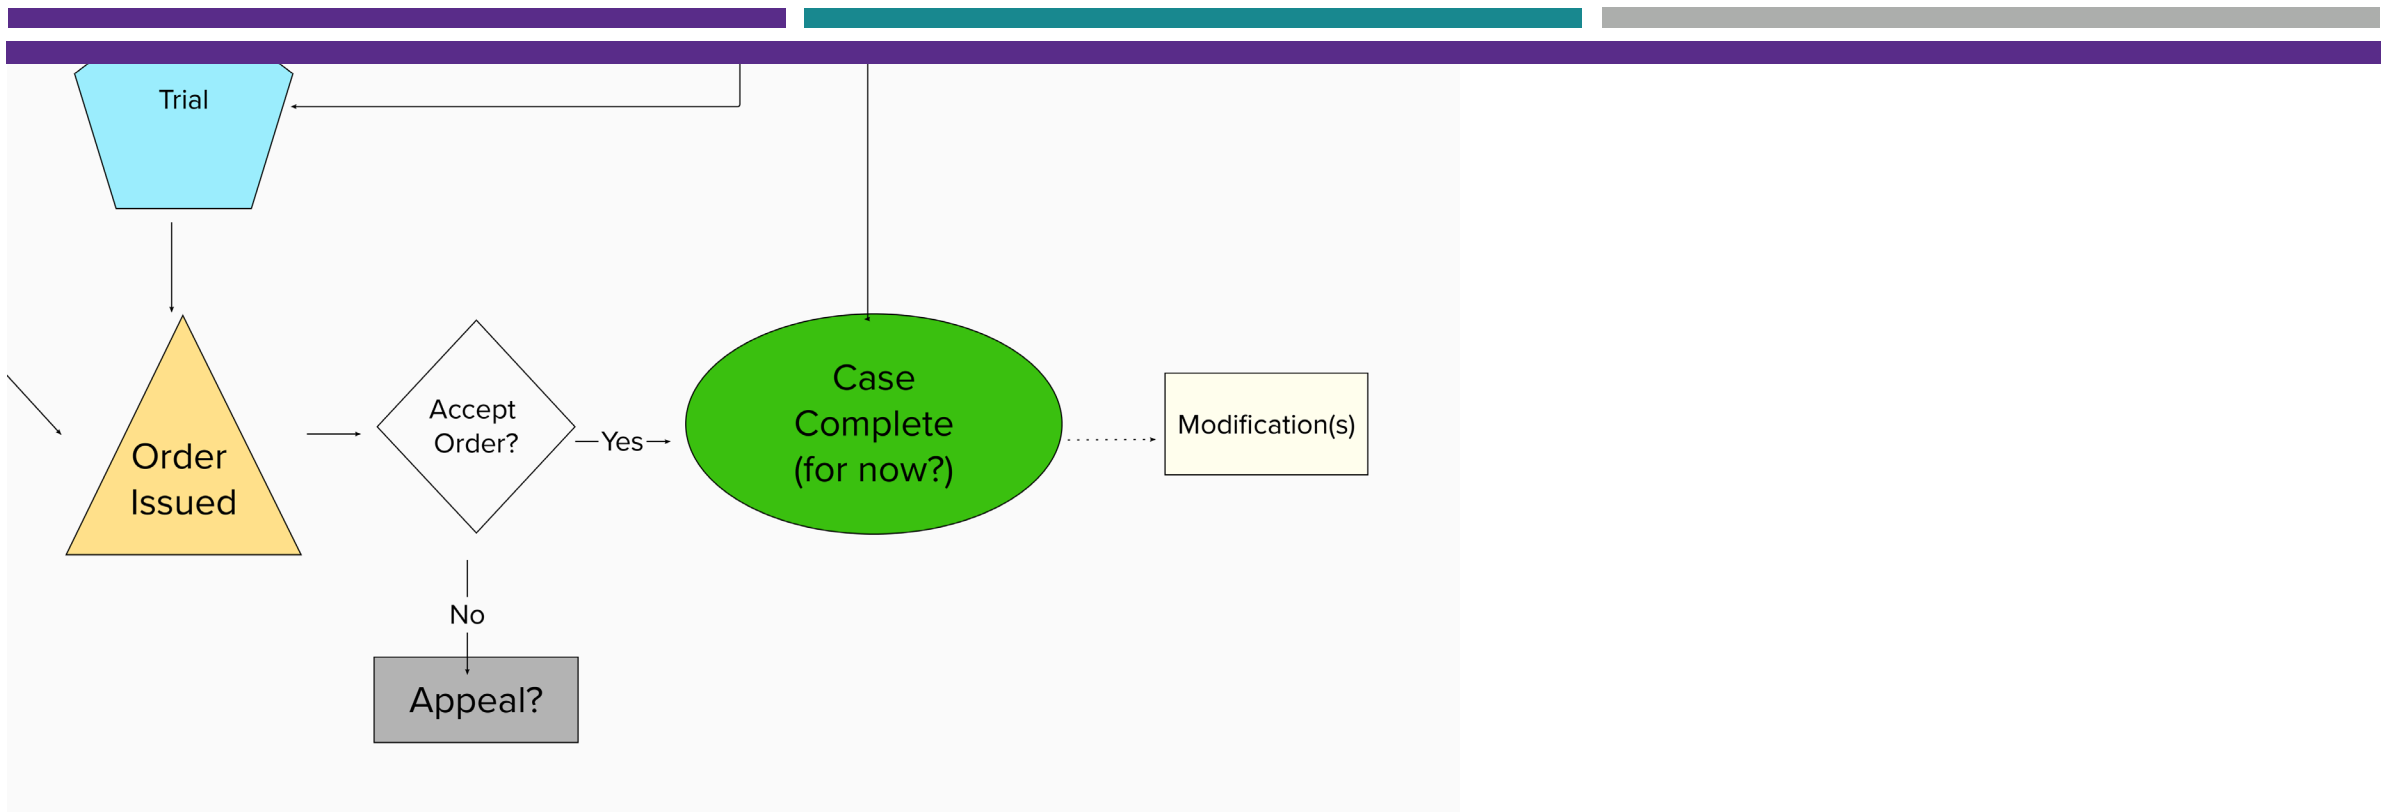 Trial
Order
Issued
Accept
Order?
Yes
Case
Complete
(for now?)
Modification(s)
No
Appeal?